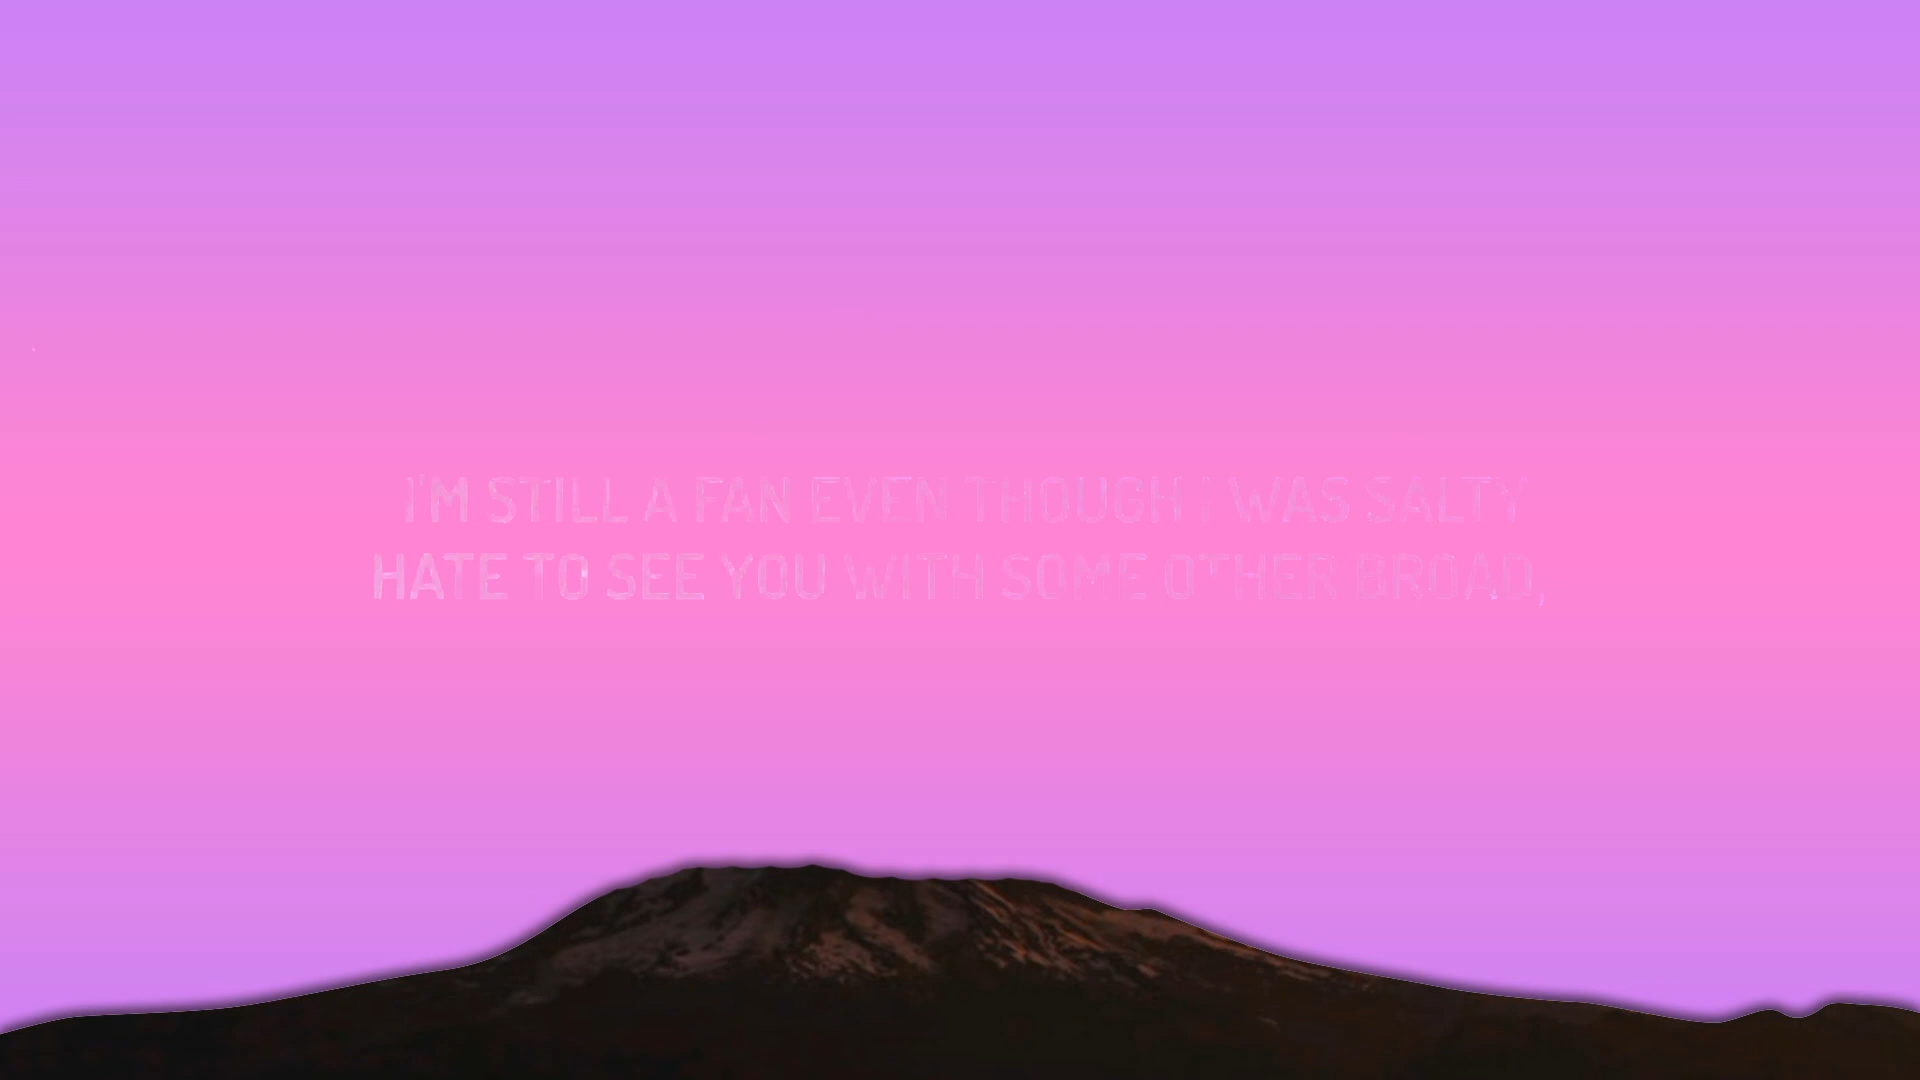 I'M STILL A FAN EVEN THOUGH I WAS SALTY
HATE TO SEE YOU WITH SOME OTHER BROAD,